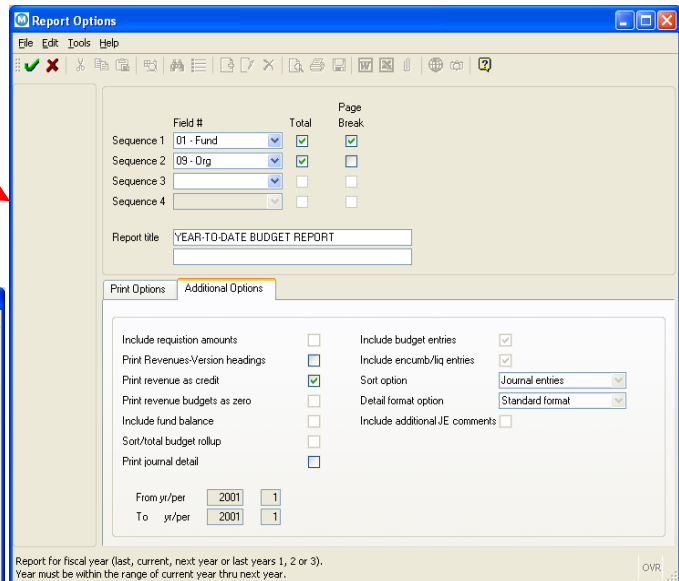 Report Options
File Edit Tools Help
Page
Field # Total Break
Sequence 1 01 - Fund
Sequence 2 09 - Org
Sequence 3
Sequence 4
Report title YEAR-TO-DATE BUDGET REPORT
Print Options Additional Options
Include requistion amounts Include budget entries
Print Revenues-Version headings Include encumb/liq entries
Print revenue as credit Sort option Journal entries
Print revenue budgets as zero Detail format option Standard format
Include fund balance Include additional JE comments
Sort/total budget rollup
Print journal detail
From yr/per 2001 1
To yr/per 2001 1
Report for fiscal year (last, current, next year or last years 1, 2 or 3).
Year must be within the range of current year thru next year.
OVR